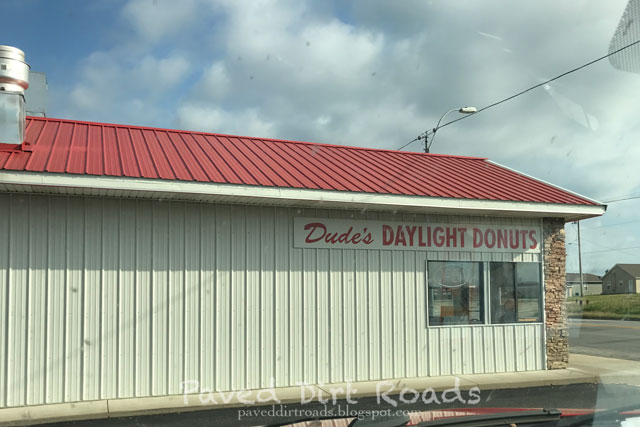 Dude's DAYLIGHT DONUTS
Paved Dirt Roads
paveddirtroads.blogspot.com